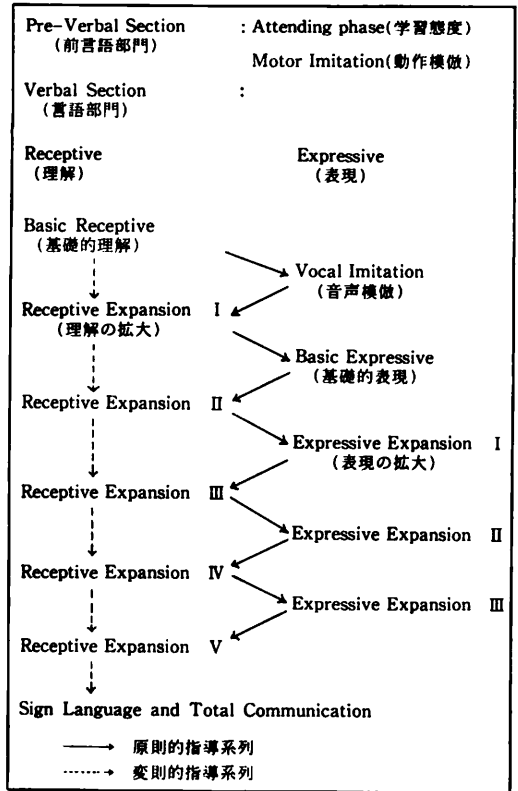 Pre-Verbal Section : Attending phase(学習態度)
(前言語部門)
Motor Imitation(動作模倣)
Verbal Section :
(言語部門)
Receptive Expressive
(理解) (表現)
Basic Receptive
(基礎的理解)
Vocal Imitation
(音声模倣)
Receptive Expansion Ⅰ
(理解の拡大)
Basic Expressive
(基礎的表現)
Receptive Expansion Ⅱ
Expressive Expansion Ⅰ
(表現の拡大)
Receptive Expansion Ⅲ
Expressive Expansion Ⅱ
Receptive Expansion Ⅳ
Expressive Expansion Ⅲ
Receptive Expansion Ⅴ
Sign Language and Total Communication
原則的指導系列
変則的指導系列